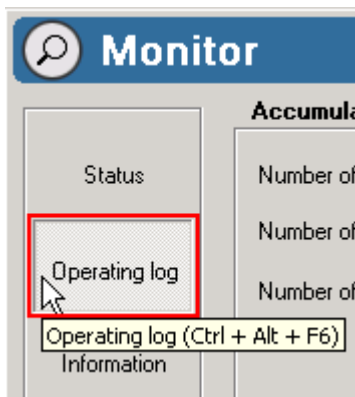 Monitor
Accumula
Status
Number of
Number of
Operating log
Number of
Operating log (Ctrl + Alt + F6)
Information